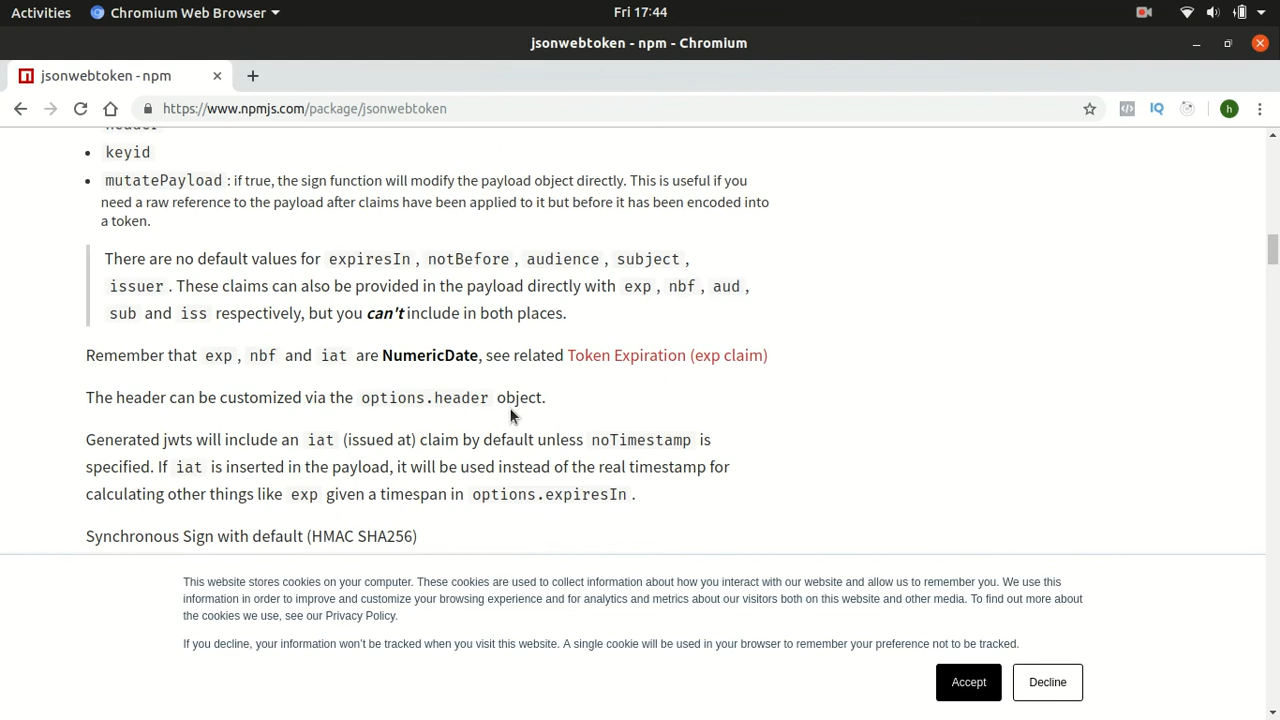 Activities Chromium Web Browser Fri 17:44
jsonwebtoken - npm - Chromium
jsonwebtoken - npm
https://www.npmjs.com/package/jsonwebtoken IQ h
header
keyid
mutatePayload : if true, the sign function will modify the payload object directly. This is useful if you
need a raw reference to the payload after claims have been applied to it but before it has been encoded into
a token.
There are no default values for expiresIn , notBefore , audience , subject ,
issuer . These claims can also be provided in the payload directly with exp , nbf , aud ,
sub and iss respectively, but you can't include in both places.
Remember that exp , nbf and iat are NumericDate, see related Token Expiration (exp claim)
The header can be customized via the options.header object.
Generated jwts will include an iat (issued at) claim by default unless noTimestamp is
specified. If iat is inserted in the payload, it will be used instead of the real timestamp for
calculating other things like exp given a timespan in options.expiresIn .
Synchronous Sign with default (HMAC SHA256)
This website stores cookies on your computer. These cookies are used to collect information about how you interact with our website and allow us to remember you. We use this
information in order to improve and customize your browsing experience and for analytics and metrics about our visitors both on this website and other media. To find out more about
the cookies we use, see our Privacy Policy.
If you decline, your information won't be tracked when you visit this website. A single cookie will be used in your browser to remember your preference not to be tracked.
Accept Decline